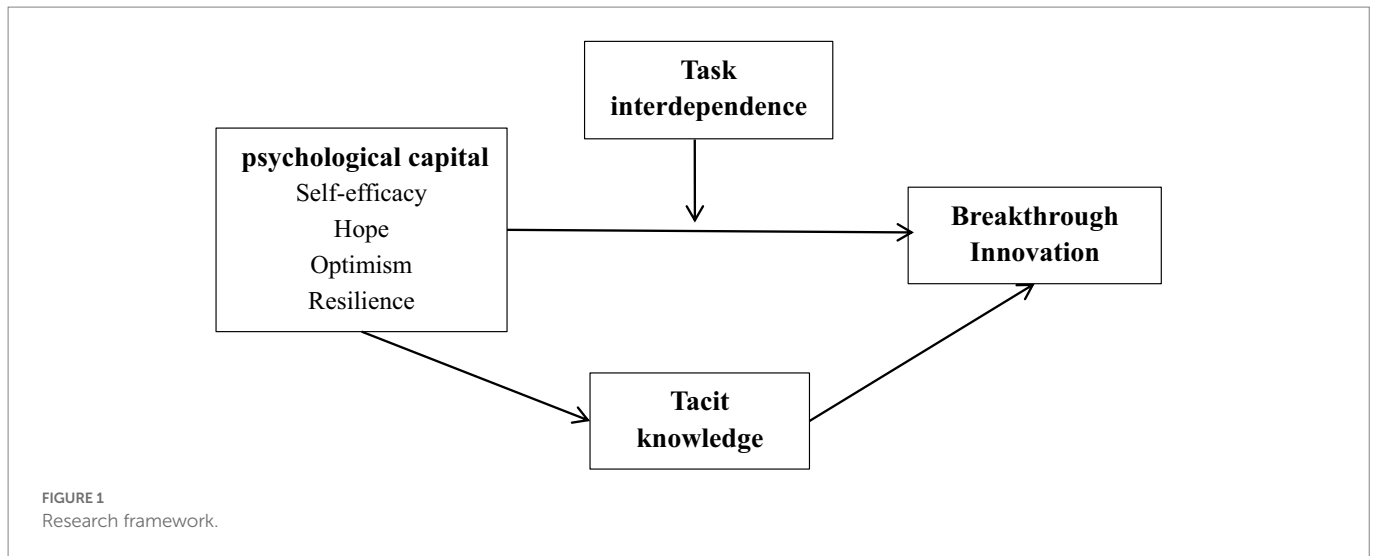 Task
interdependence
psychological capital
Self-efficacy
Hope
Optimism
Resilience
Breakthrough
Innovation
Tacit
knowledge
FIGURE 1
Research framework.